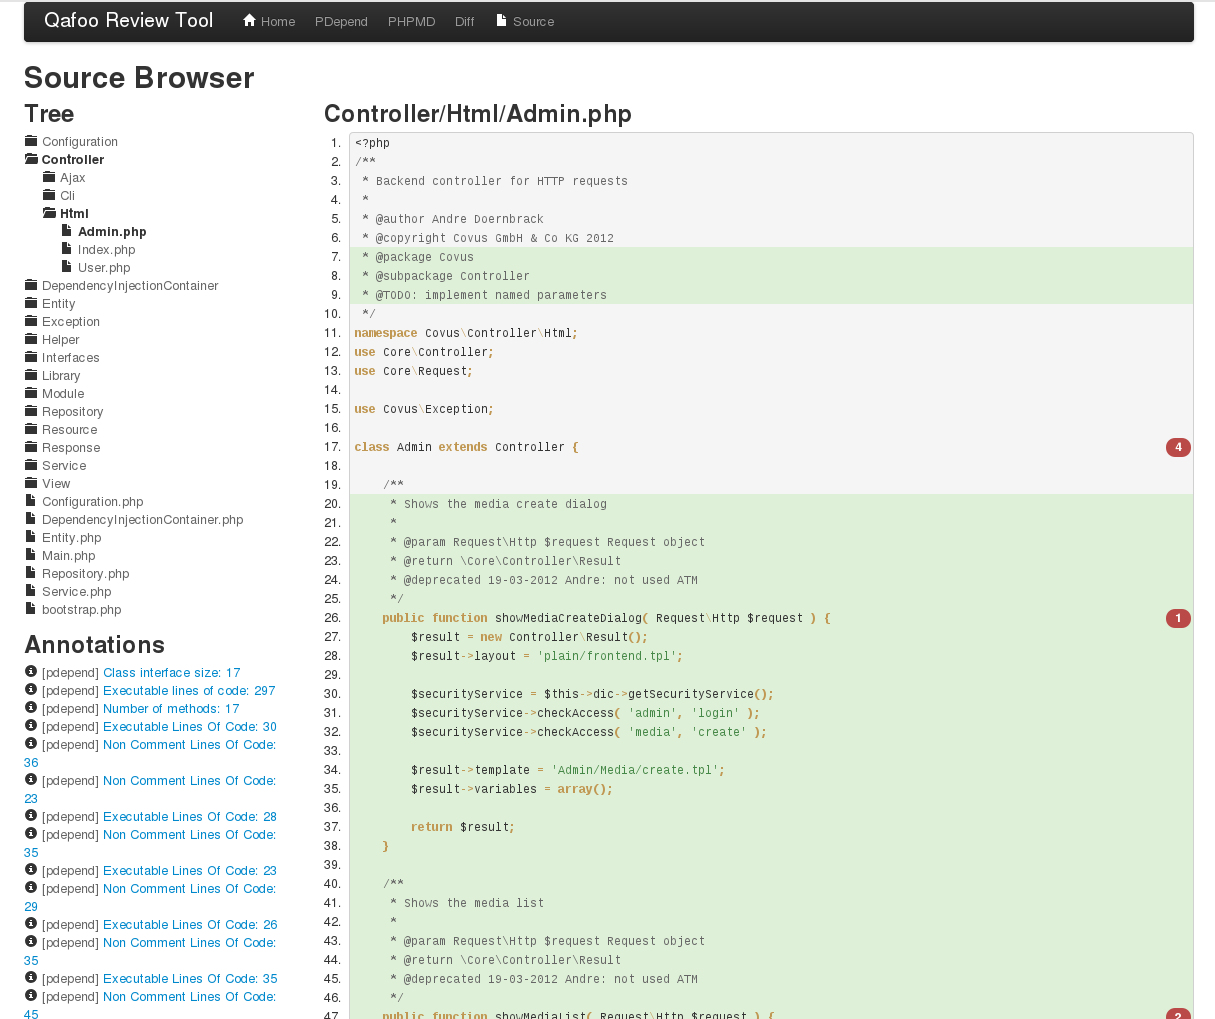 Qafoo Review Tool Home PDepend PHPMD Diff Source
Source Browser
Tree
Configuration
Controller
Ajax
Cli
Html
Admin.php
Index.php
User.php
DependencyInjectionContainer
Entity
Exception
Helper
Interfaces
Library
Module
Repository
Resource
Response
Service
View
Configuration.php
DependencyInjectionContainer.php
Entity.php
Main.php
Repository.php
Service.php
bootstrap.php
Annotations
[pdepend] Class interface size: 17
[pdepend] Executable lines of code: 297
[pdepend] Number of methods: 17
[pdepend] Executable Lines Of Code: 30
[pdepend] Non Comment Lines Of Code:
36
[pdepend] Non Comment Lines Of Code:
23
[pdepend] Executable Lines Of Code: 28
[pdepend] Non Comment Lines Of Code:
35
[pdepend] Executable Lines Of Code: 23
[pdepend] Non Comment Lines Of Code:
29
[pdepend] Executable Lines Of Code: 26
[pdepend] Non Comment Lines Of Code:
35
[pdepend] Executable Lines Of Code: 35
[pdepend] Non Comment Lines Of Code:
45
Controller/Html/Admin.php
1. <?php
2. /**
3. * Backend controller for HTTP requests
4. *
5. * @author Andre Doernbrack
6. * @copyright Covus GmbH & Co KG 2012
7. * @package Covus
8. * @subpackage Controller
9. * @TODO: implement named parameters
10. */
11. namespace Covus\Controller\Html;
12. use Core\Controller;
13. use Core\Request;
14.
15. use Covus\Exception;
16.
17. class Admin extends Controller { 4
18.
19. /**
20. * Shows the media create dialog
21. *
22. * @param Request\Http $request Request object
23. * @return \Core\Controller\Result
24. * @deprecated 19-03-2012 Andre: not used ATM
25. */
26. public function showMediaCreateDialog( Request\Http $request ) { 1
27. $result = new Controller\Result();
28. $result->layout = 'plain/frontend.tpl';
29.
30. $securityService = $this->dic->getSecurityService();
31. $securityService->checkAccess( 'admin', 'login' );
32. $securityService->checkAccess( 'media', 'create' );
33.
34. $result->template = 'Admin/Media/create.tpl';
35. $result->variables = array();
36.
37. return $result;
38. }
39.
40. /**
41. * Shows the media list
42. *
43. * @param Request\Http $request Request object
44. * @return \Core\Controller\Result
45. * @deprecated 19-03-2012 Andre: not used ATM
46. */
47. public function showMediaList( Request\Http $request ) { 2